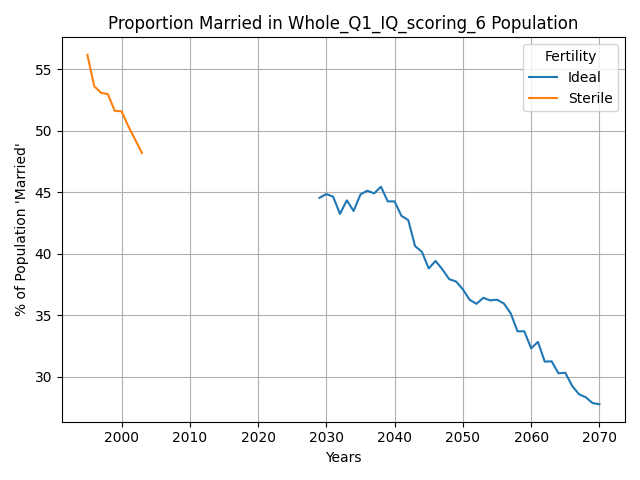 Proportion Married in Whole_Q1_IQ_scoring_6 Population
Fertility
Ideal
Sterile
% of Population 'Married'
55
50
45
40
35
30
2000
2010
2020
2030
2040
2050
2060
2070
Years